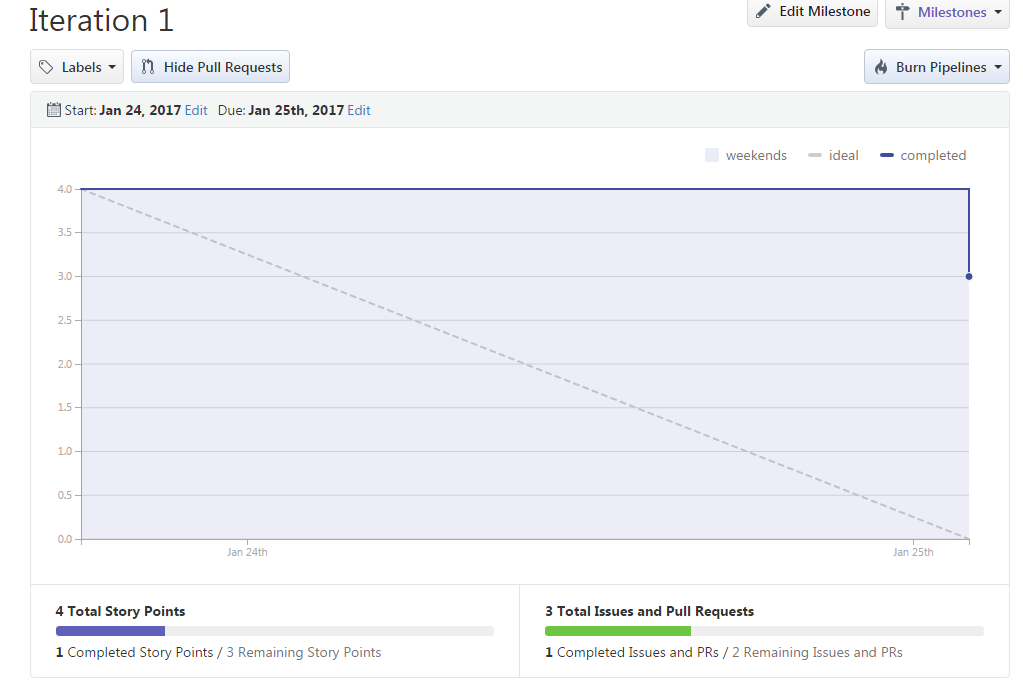 Iteration 1
Edit Milestone
Milestones
Labels
Hide Pull Requests
Burn Pipelines
Start: Jan 24, 2017 Edit Due: Jan 25th, 2017 Edit
weekends ideal completed
4.0
3.5
3.0
2.5
2.0
1.5
1.0
0.5
0.0
Jan 24th Jan 25th
4 Total Story Points
1 Completed Story Points / 3 Remaining Story Points
3 Total Issues and Pull Requests
1 Completed Issues and PRs / 2 Remaining Issues and PRs